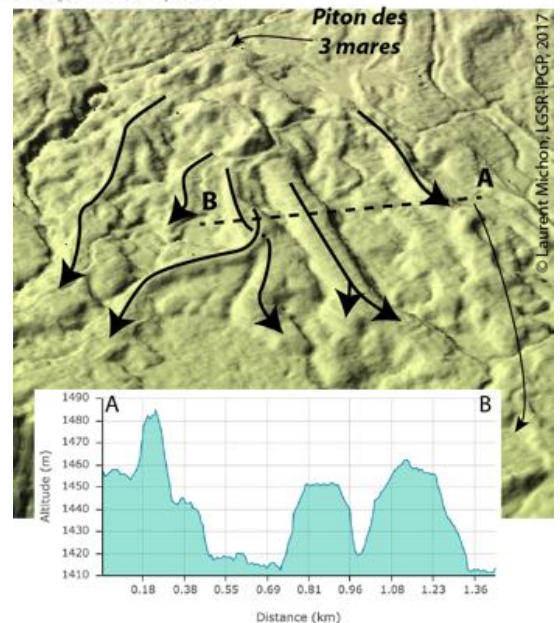 Piton des
3 mares
© Laurent Michon, LGSR-IPGP, 2017
A
B
A
B
1490
1480
1470
1460
1450
1440
1430
1420
1410
Altitude (m)
0.18 0.38 0.55 0.69 0.81 0.96 1.08 1.23 1.36
Distance (km)